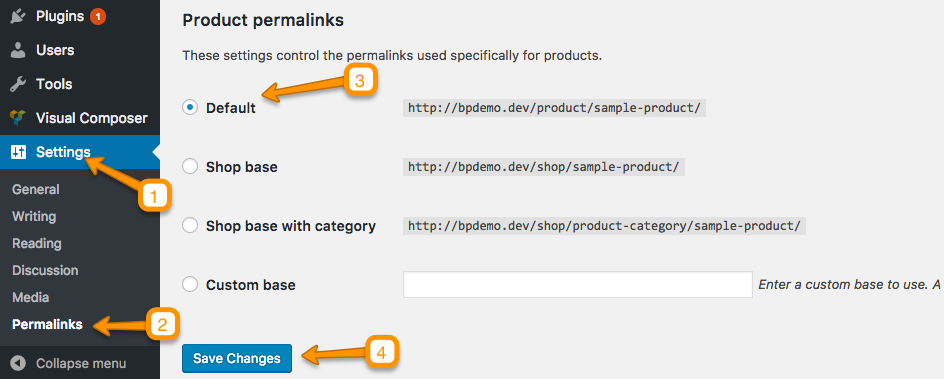 Plugins 1
Users
Tools
Visual Composer
Settings
1
General
Writing
Reading
Discussion
Media
Permalinks
2
Collapse menu
Product permalinks
These settings control the permalinks used specifically for products.
3
Default http://bpdemo.dev/product/sample-product/
Shop base http://bpdemo.dev/shop/sample-product/
Shop base with category http://bpdemo.dev/shop/product-category/sample-product/
Custom base Enter a custom base to use. A
Save Changes
4